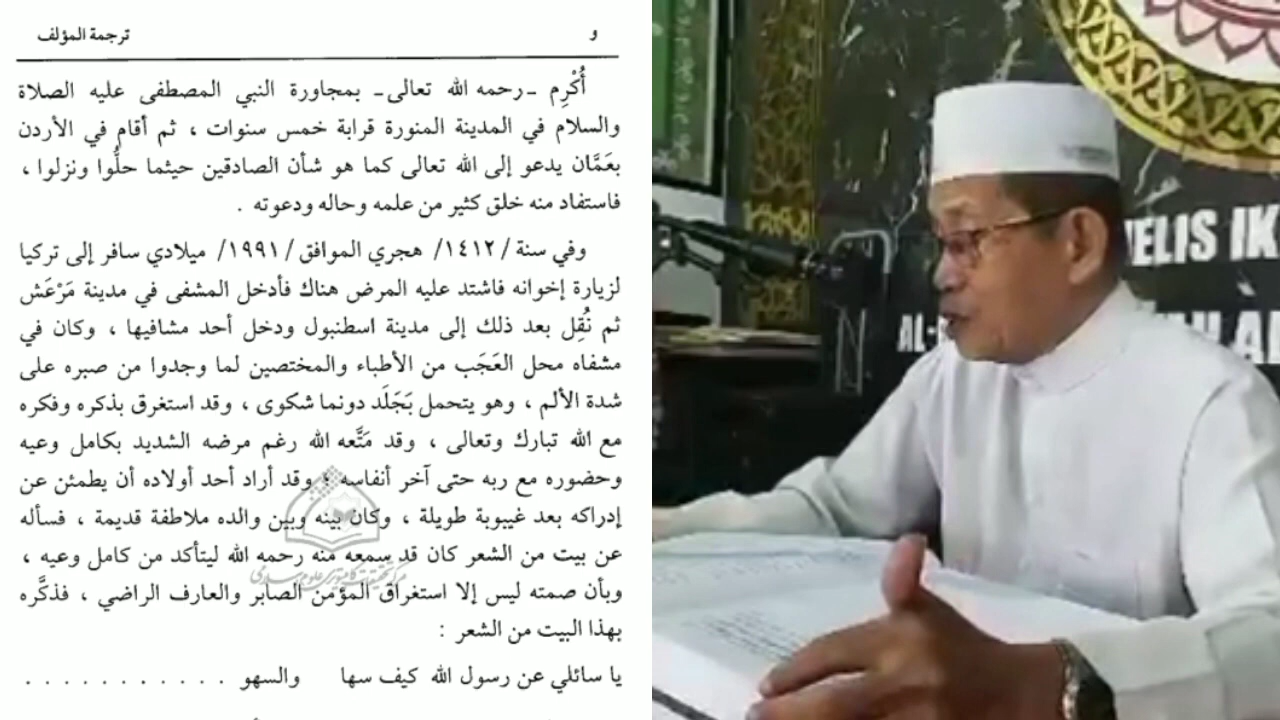 و ترجمة المؤلف
أُكْرِم -رحمه الله تعالى- بمجاورة النبي المصطفى عليه الصلاة
والسلام في المدينة المنورة قرابة خمس سنوات ، ثم أقام في الأردن
بعَمَّان يدعو إلى الله تعالى كما هو شأن الصادقين حيثما حلُّوا ونزلوا ،
فاستفاد منه خلق كثير من علمه وحاله ودعوته .
وفي سنة /١٤١٢/ هجري الموافق /١٩٩١/ ميلادي سافر إلى تركيا
لزيارة إخوانه فاشتد عليه المرض هناك فأدخل المشفى في مدينة مَرْعَش
ثم نُقِل بعد ذلك إلى مدينة اسطنبول ودخل أحد مشافيها ، وكان في
مشفاه محل العَجَب من الأطباء والمختصين لما وجدوا من صبره على
شدة الألم ، وهو يتحمل بَجَلَد دونما شكوى ، وقد استغرق بذكره وفكره
مع الله تبارك وتعالى ، وقد مَتَّعه الله رغم مرضه الشديد بكامل وعيه
وحضوره مع ربه حتى آخر أنفاسه ؛ وقد أراد أحد أولاده أن يطمئن عن
إدراكه بعد غيبوبة طويلة ، وكان بينه وبين والده ملاطفة قديمة ، فسأله
عن بيت من الشعر كان قد سمعه منه رحمه الله ليتأكد من كامل وعيه ،
وبأن صمته ليس إلا استغراق المؤمن الصابر والعارف الراضي ، فذكَّره
بهذا البيت من الشعر :
يا سائلي عن رسول الله كيف سها والسهو . . . . . . . . . . . .
ELIS IK
AL-